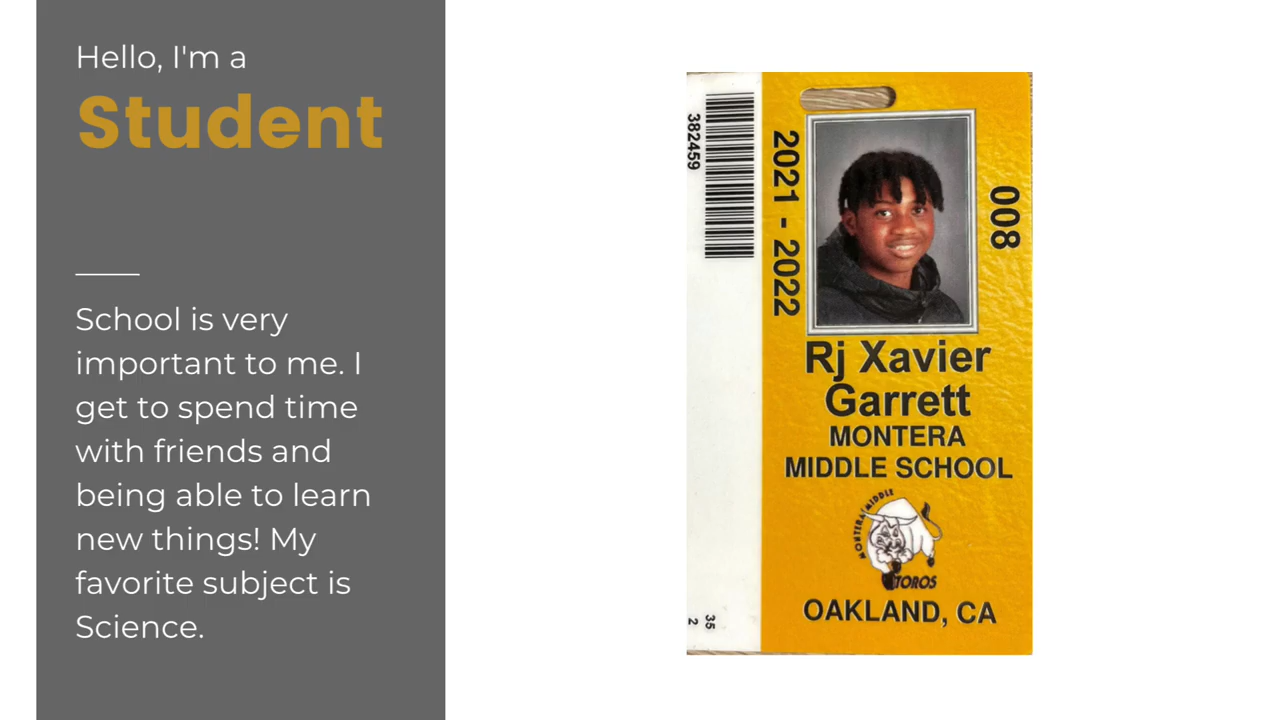 Hello, I'm a
Student
School is very
important to me. I
get to spend time
with friends and
being able to learn
new things! My
favorite subject is
Science.
382459
2021 - 2022
008
Rj Xavier
Garrett
MONTERA
MIDDLE SCHOOL
MONTERA MIDDLE
TOROS
OAKLAND, CA
35
2